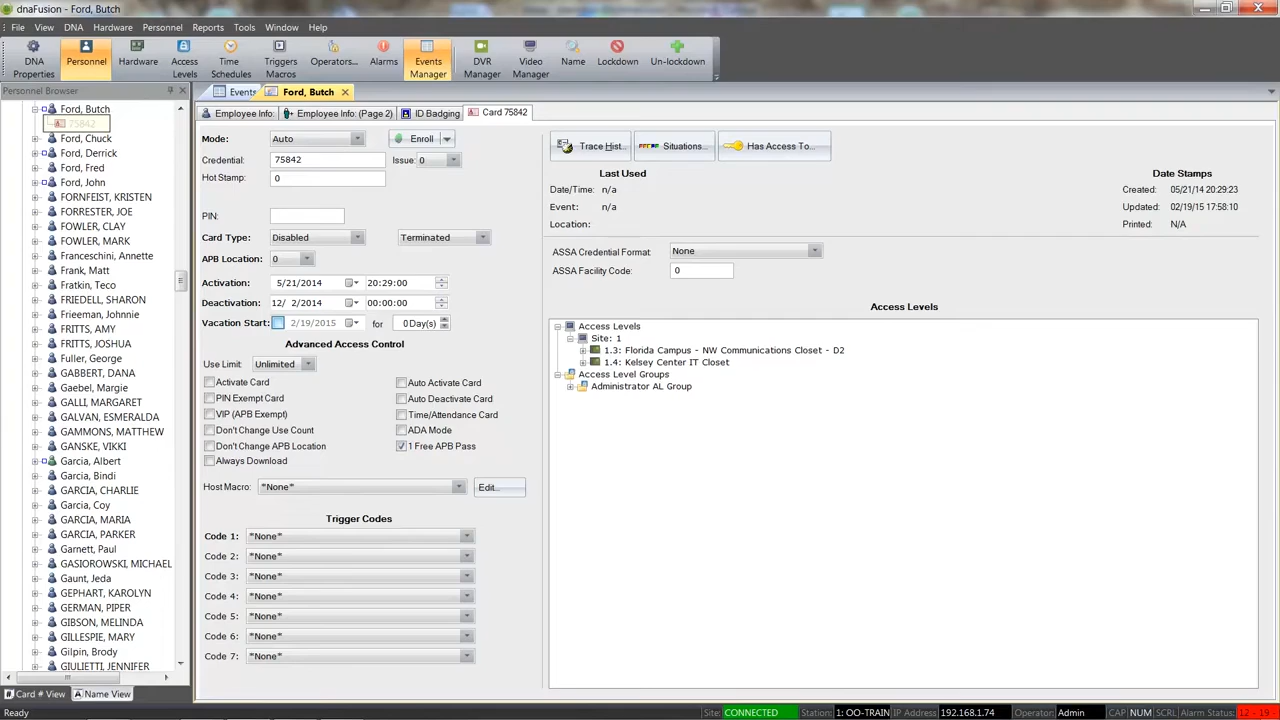 dnaFusion - Ford, Butch
File View DNA Hardware Personnel Reports Tools Window Help
DNA Properties
Personnel
Hardware
Access Levels
Time Schedules
Triggers Macros
Operators...
Alarms
Events Manager
DVR Manager
Video Manager
Name
Lockdown
Un-lockdown
Personnel Browser
Events
Ford, Butch
Ford, Butch
75842
Ford, Chuck
Ford, Derrick
Ford, Fred
Ford, John
FORNFEIST, KRISTEN
FORRESTER, JOE
FOWLER, CLAY
FOWLER, MARK
Franceschini, Annette
Frank, Matt
Fratkin, Teco
FRIEDELL, SHARON
Freeman, Johnnie
FRITTS, AMY
FRITTS, JOSHUA
Fuller, George
GABBERT, DANA
Gaebel, Margie
GALLI, MARGARET
GALVAN, ESMERALDA
GAMMONS, MATTHEW
GANSKE, VIKKI
Garcia, Albert
Garcia, Bindi
GARCIA, CHARLIE
Garcia, Coy
GARCIA, MARIA
GARCIA, PARKER
Garnett, Paul
GASIOROWSKI, MICHAEL
Gaunt, Jeda
GEPHART, KAROLYN
GERMAN, PIPER
GIBSON, MELINDA
GILLESPIE, MARY
Gilpin, Brody
GIULIETTI, JENNIFER
Card # View Name View
Employee Info: Employee Info: (Page 2) ID Badging Card 75842
Mode: Auto Enroll
Credential: 75842 Issue: 0
Hot Stamp: 0
PIN:
Card Type: Disabled Terminated
APB Location: 0
Activation: 5/21/2014 20:29:00
Deactivation: 12/ 2/2014 00:00:00
Vacation Start: 2/19/2015 for 0Day(s)
Advanced Access Control
Use Limit: Unlimited
Activate Card Auto Activate Card
PIN Exempt Card Auto Deactivate Card
VIP (APB Exempt) Time/Attendance Card
Don't Change Use Count ADA Mode
Don't Change APB Location 1 Free APB Pass
Always Download
Host Macro: *None* Edit...
Trigger Codes
Code 1: *None*
Code 2: *None*
Code 3: *None*
Code 4: *None*
Code 5: *None*
Code 6: *None*
Code 7: *None*
Trace Hist... Situations... Has Access To...
Last Used Date Stamps
Date/Time: n/a Created: 05/21/14 20:29:23
Event: n/a Updated: 02/19/15 17:58:10
Location: Printed: N/A
ASSA Credential Format: None
ASSA Facility Code: 0
Access Levels
Access Levels
Site: 1
1.3: Florida Campus - NW Communications Closet - D2
1.4: Kelsey Center IT Closet
Access Level Groups
Administrator AL Group
Ready Site: CONNECTED Station: 1: OO-TRAIN IP Address 192.168.1.74 Operator: Admin CAP NUM SCRL Alarm Status: 12 - 19 -